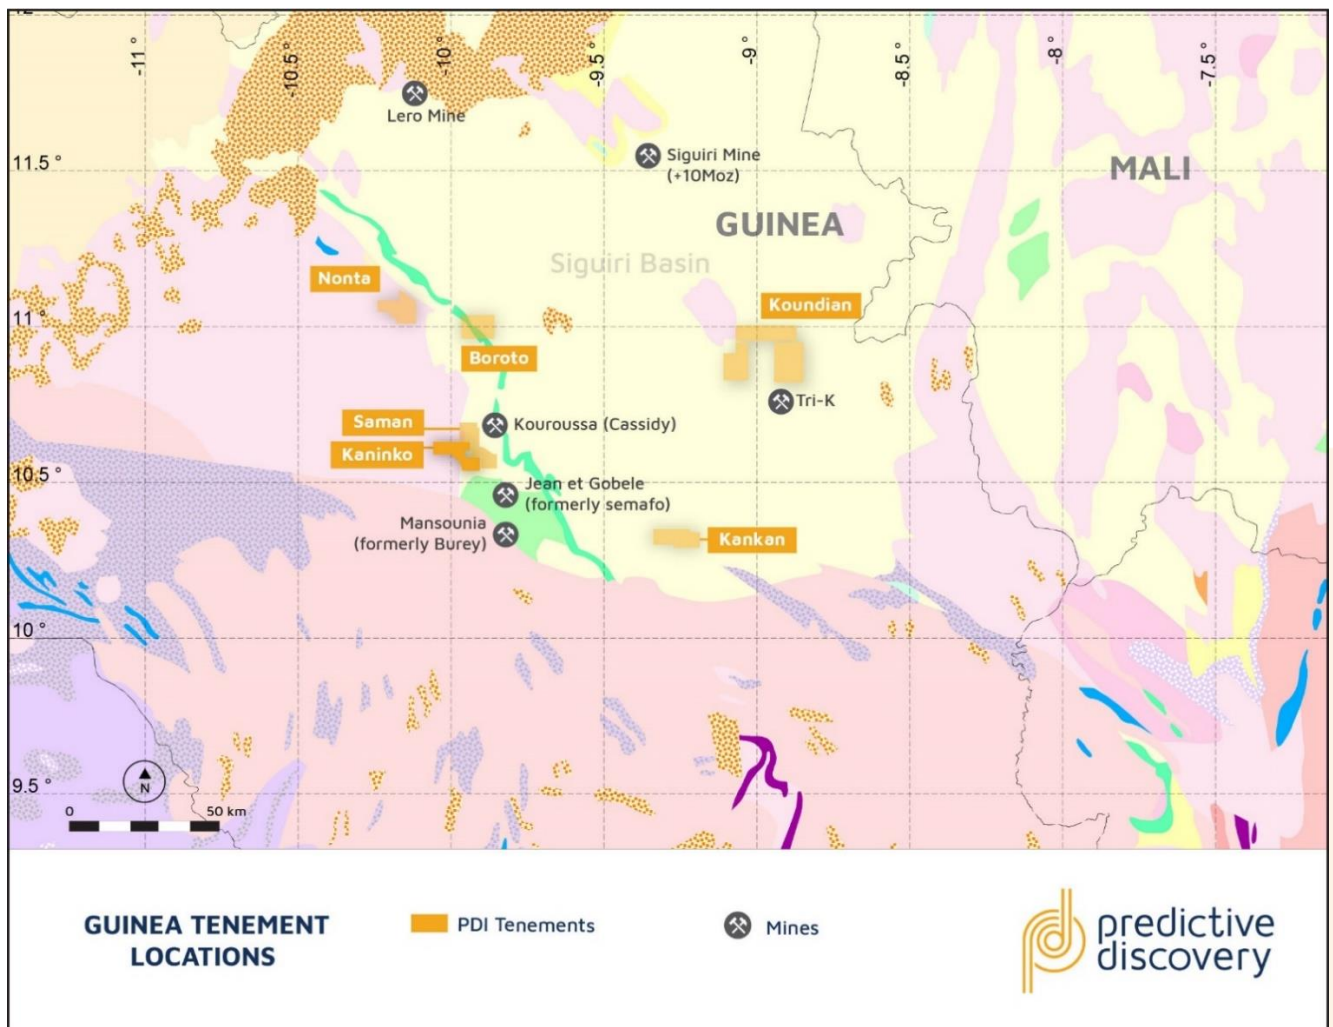 12 °
-11 °
-10.5 °
-10 °
-9.5 °
-9 °
-8.5 °
-8 °
-7.5 °
Lero Mine
11.5 °
Siguiri Mine
(+10Moz)
MALI
GUINEA
Siguiri Basin
Nonta
Koundian
11 °
Boroto
Tri-K
Saman
Kouroussa (Cassidy)
Kaninko
10.5 °
Jean et Gobele
(formerly semafo)
Mansounia
(formerly Burey)
Kankan
10 °
9.5 °
N
0 50 km
GUINEA TENEMENT
LOCATIONS
PDI Tenements
Mines
predictive
discovery